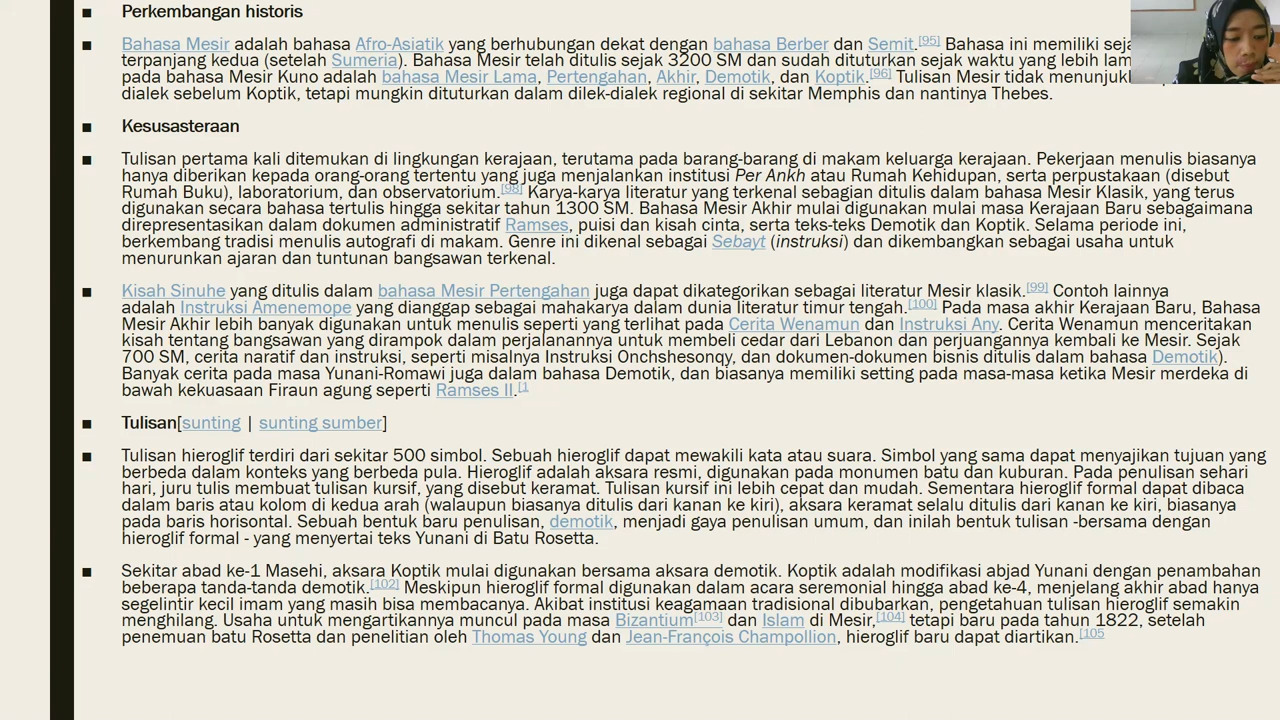 Perkembangan historis
Bahasa Mesir adalah bahasa Afro-Asiatik yang berhubungan dekat dengan bahasa Berber dan Semit.[95] Bahasa ini memiliki
terpanjang kedua (setelah Sumeria). Bahasa Mesir telah ditulis sejak 3200 SM dan sudah dituturkan sejak waktu yang lebih
pada bahasa Mesir Kuno adalah bahasa Mesir Lama, Pertengahan, Akhir, Demotik, dan Koptik.[96] Tulisan Mesir tidak
dialek sebelum Koptik, tetapi mungkin dituturkan dalam dilek-dialek regional di sekitar Memphis dan nantinya Thebes.
Kesusasteraan
Tulisan pertama kali ditemukan di lingkungan kerajaan, terutama pada barang-barang di makam keluarga kerajaan. Pekerjaan menulis biasanya
hanya diberikan kepada orang-orang tertentu yang juga menjalankan institusi Per Ankh atau Rumah Kehidupan, serta perpustakaan (disebut
Rumah Buku), laboratorium, dan observatorium.[98] Karya-karya literatur yang terkenal sebagian ditulis dalam bahasa Mesir Klasik, yang terus
digunakan secara bahasa tertulis hingga sekitar tahun 1300 SM. Bahasa Mesir Akhir mulai digunakan mulai masa Kerajaan Baru sebagaimana
direpresentasikan dalam dokumen administratif Ramses, puisi dan kisah cinta, serta teks-teks Demotik dan Koptik. Selama periode ini,
berkembang tradisi menulis autografi di makam. Genre ini dikenal sebagai Sebayt (instruksi) dan dikembangkan sebagai usaha untuk
menurunkan ajaran dan tuntunan bangsawan terkenal.
Kisah Sinuhe yang ditulis dalam bahasa Mesir Pertengahan juga dapat dikategorikan sebagai literatur Mesir klasik.[99] Contoh lainnya
adalah Instruksi Amenemope yang dianggap sebagai mahakarya dalam dunia literatur timur tengah.[100] Pada masa akhir Kerajaan Baru, Bahasa
Mesir Akhir lebih banyak digunakan untuk menulis seperti yang terlihat pada Cerita Wenamun dan Instruksi Any. Cerita Wenamun menceritakan
kisah tentang bangsawan yang dirampok dalam perjalanannya untuk membeli cedar dari Lebanon dan perjuangannya kembali ke Mesir. Sejak
700 SM, cerita naratif dan instruksi, seperti misalnya Instruksi Onchshesonqy, dan dokumen-dokumen bisnis ditulis dalam bahasa Demotik).
Banyak cerita pada masa Yunani-Romawi juga dalam bahasa Demotik, dan biasanya memiliki setting pada masa-masa ketika Mesir merdeka di
bawah kekuasaan Firaun agung seperti Ramses II.[1
Tulisan[sunting | sunting sumber]
Tulisan hieroglif terdiri dari sekitar 500 simbol. Sebuah hieroglif dapat mewakili kata atau suara. Simbol yang sama dapat menyajikan tujuan yang
berbeda dalam konteks yang berbeda pula. Hieroglif adalah aksara resmi, digunakan pada monumen batu dan kuburan. Pada penulisan sehari
hari, juru tulis membuat tulisan kursif, yang disebut keramat. Tulisan kursif ini lebih cepat dan mudah. Sementara hieroglif formal dapat dibaca
dalam baris atau kolom di kedua arah (walaupun biasanya ditulis dari kanan ke kiri), aksara keramat selalu ditulis dari kanan ke kiri, biasanya
pada baris horisontal. Sebuah bentuk baru penulisan, demotik, menjadi gaya penulisan umum, dan inilah bentuk tulisan -bersama dengan
hieroglif formal - yang menyertai teks Yunani di Batu Rosetta.
Sekitar abad ke-1 Masehi, aksara Koptik mulai digunakan bersama aksara demotik. Koptik adalah modifikasi abjad Yunani dengan penambahan
beberapa tanda-tanda demotik.[102] Meskipun hieroglif formal digunakan dalam acara seremonial hingga abad ke-4, menjelang akhir abad hanya
segelintir kecil imam yang masih bisa membacanya. Akibat institusi keagamaan tradisional dibubarkan, pengetahuan tulisan hieroglif semakin
menghilang. Usaha untuk mengartikannya muncul pada masa Bizantium[103] dan Islam di Mesir,[104] tetapi baru pada tahun 1822, setelah
penemuan batu Rosetta dan penelitian oleh Thomas Young dan Jean-François Champollion, hieroglif baru dapat diartikan.[105